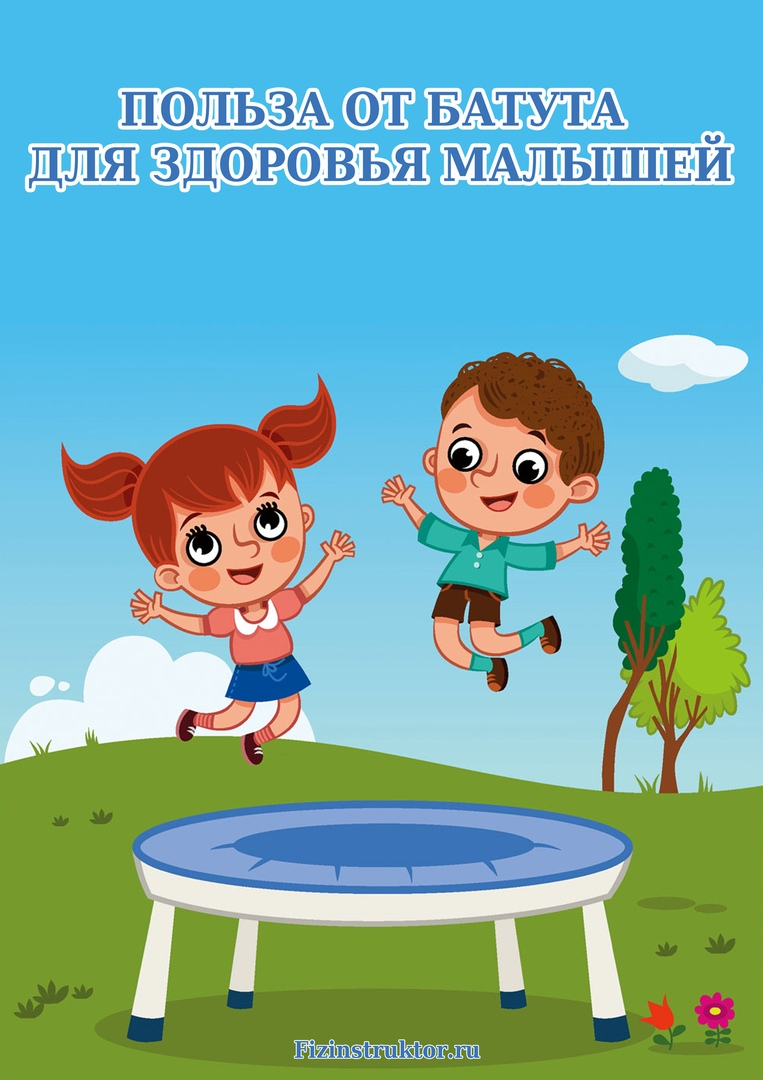 ПОЛЬЗА ОТ БАТУТА
ДЛЯ ЗДОРОВЬЯ МАЛЫШЕЙ
Fizinstruktor.ru